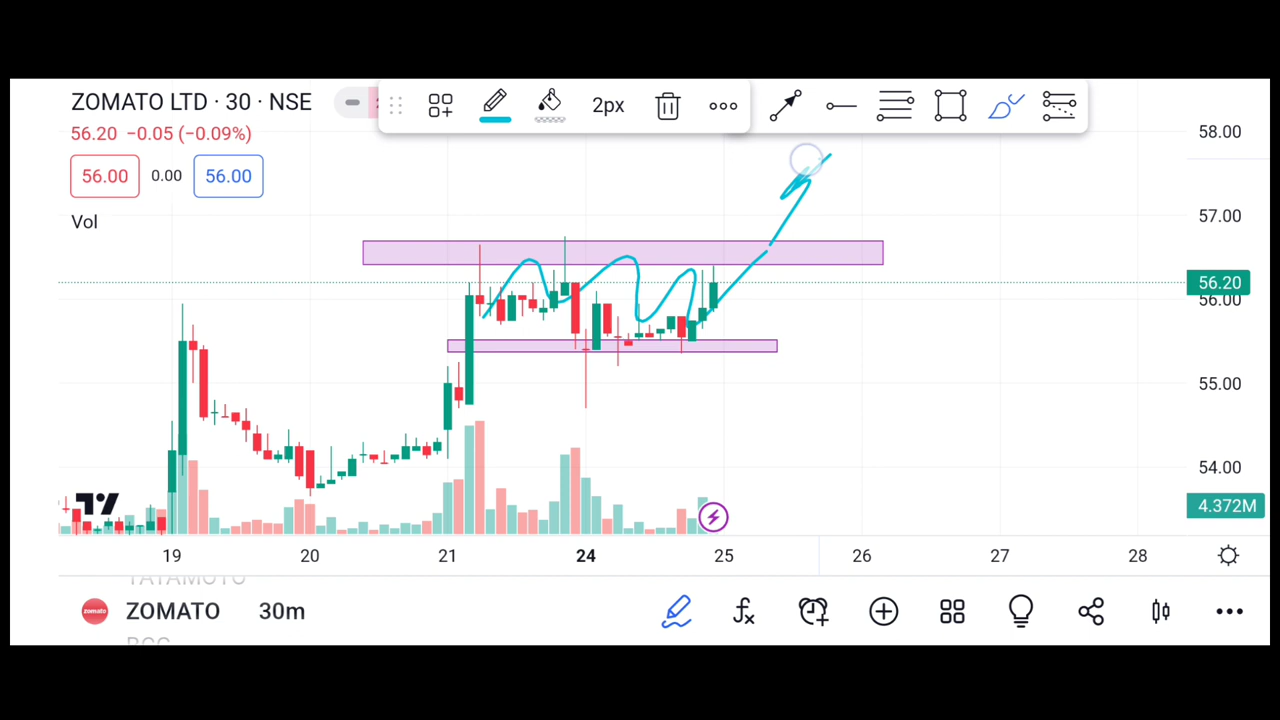 ZOMATO LTD · 30 · NSE
2px
56.20 −0.05 (−0.09%)
56.00 0.00 56.00
Vol
58.00
57.00
56.20
56.00
55.00
54.00
4.372M
19 20 21 24 25 26 27 28
TATAMOTO
zomato ZOMATO 30m